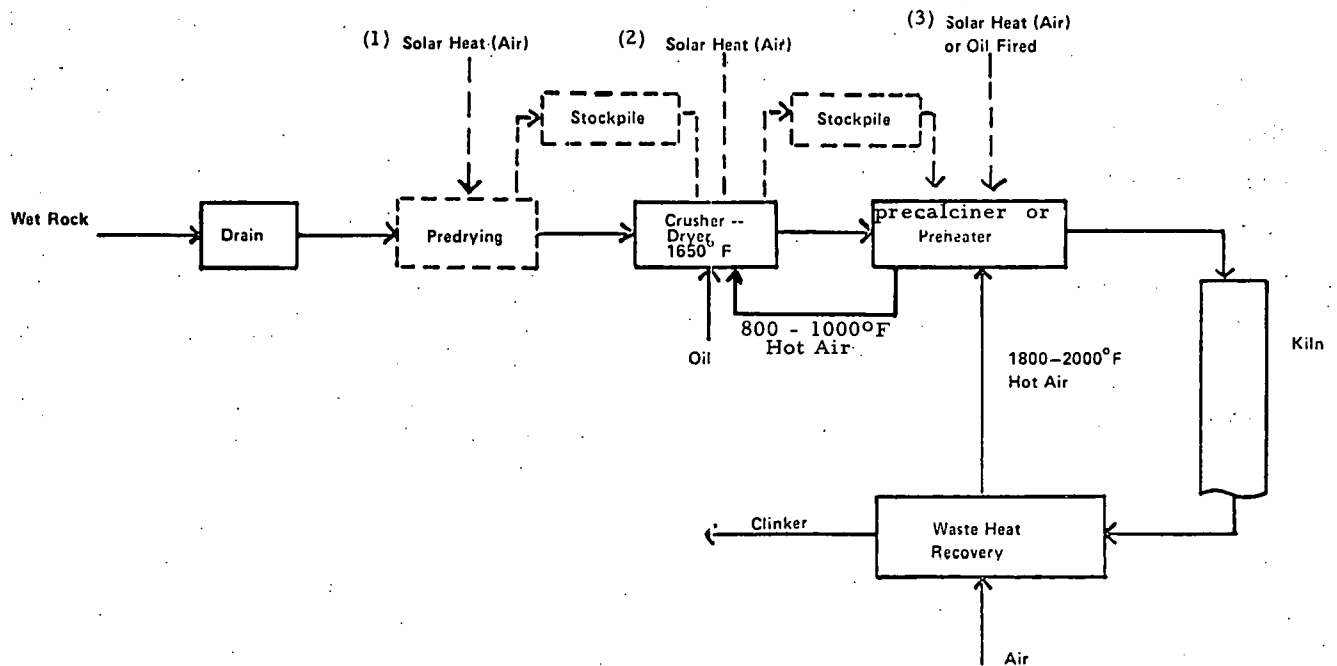 (1) Solar Heat (Air)
(2) Solar Heat (Air)
(3) Solar Heat (Air)
or Oil Fired
Stockpile
Stockpile
Wet Rock
Drain
Predrying
Crusher --
Dryer
1650° F
precalciner or
Preheater
800 - 1000°F
Hot Air
Oil
1800-2000°F
Hot Air
Kiln
Clinker
Waste Heat
Recovery
Air